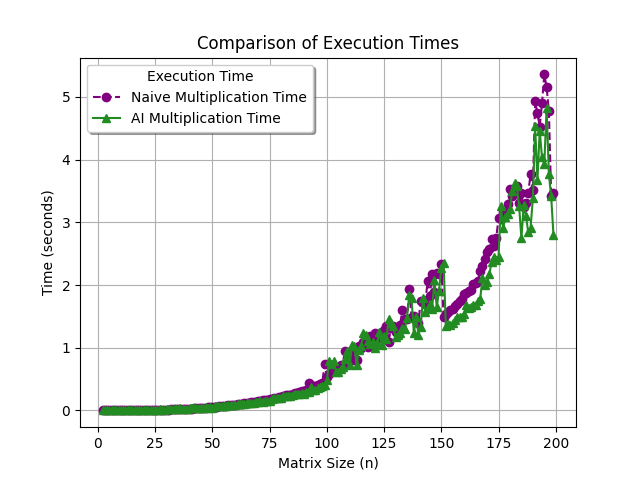 Comparison of Execution Times
Execution Time
Naive Multiplication Time
AI Multiplication Time
Time (seconds)
5
4
3
2
1
0
0 25 50 75 100 125 150 175 200
Matrix Size (n)